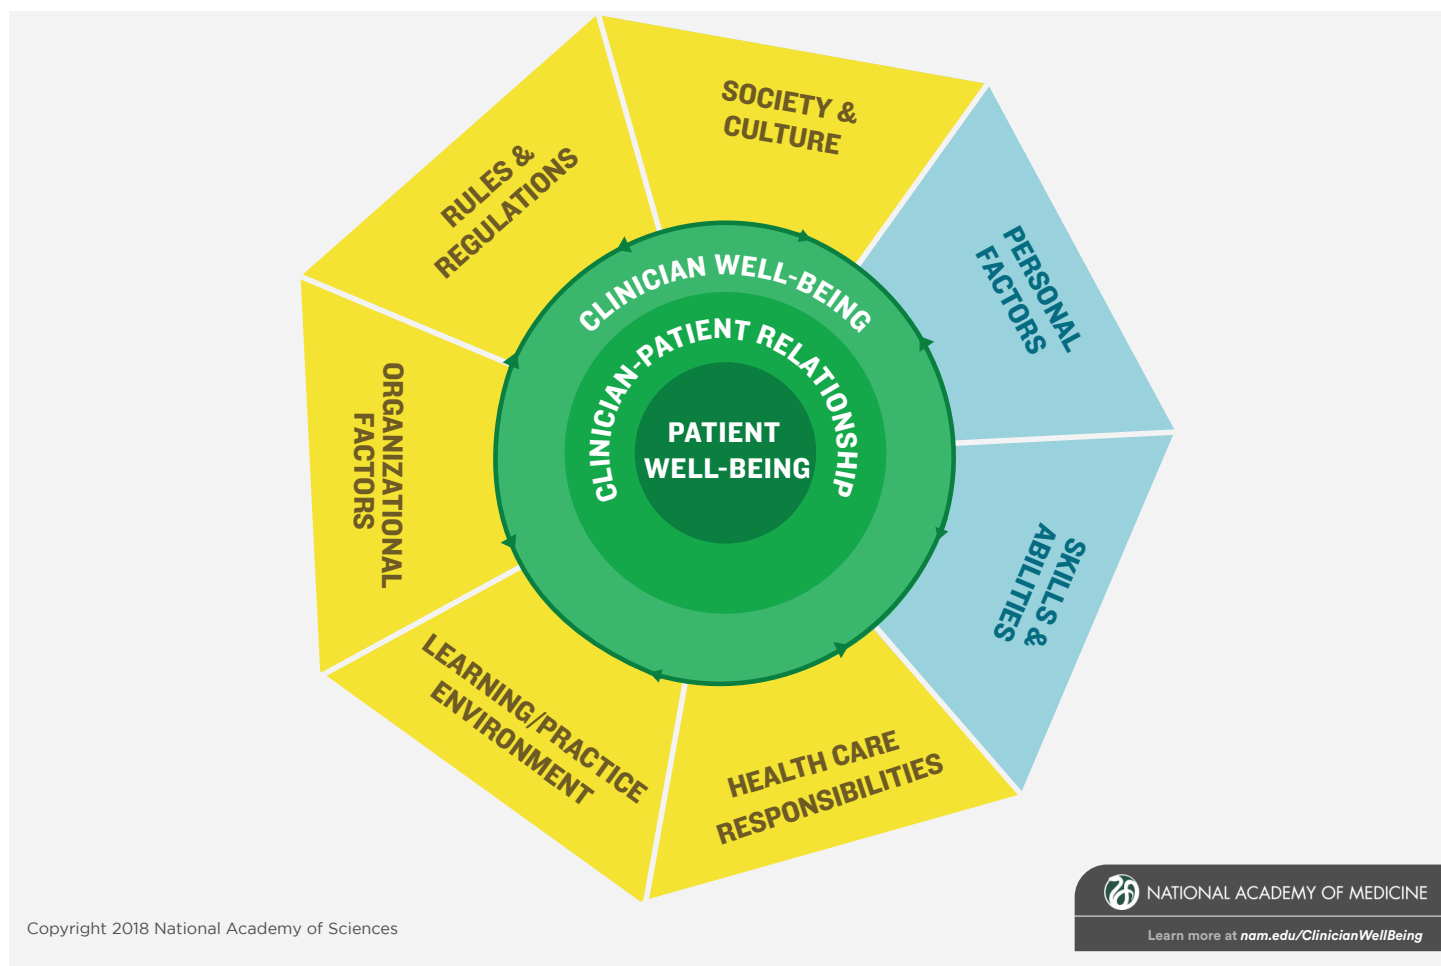 SOCIETY &
CULTURE
RULES &
REGULATIONS
PERSONAL
FACTORS
CLINICIAN WELL-BEING
CLINICIAN-PATIENT RELATIONSHIP
PATIENT
WELL-BEING
ORGANIZATIONAL
FACTORS
SKILLS &
ABILITIES
LEARNING/PRACTICE
ENVIRONMENT
HEALTH CARE
RESPONSIBILITIES
NATIONAL ACADEMY OF MEDICINE
Learn more at nam.edu/ClinicianWellBeing
Copyright 2018 National Academy of Sciences